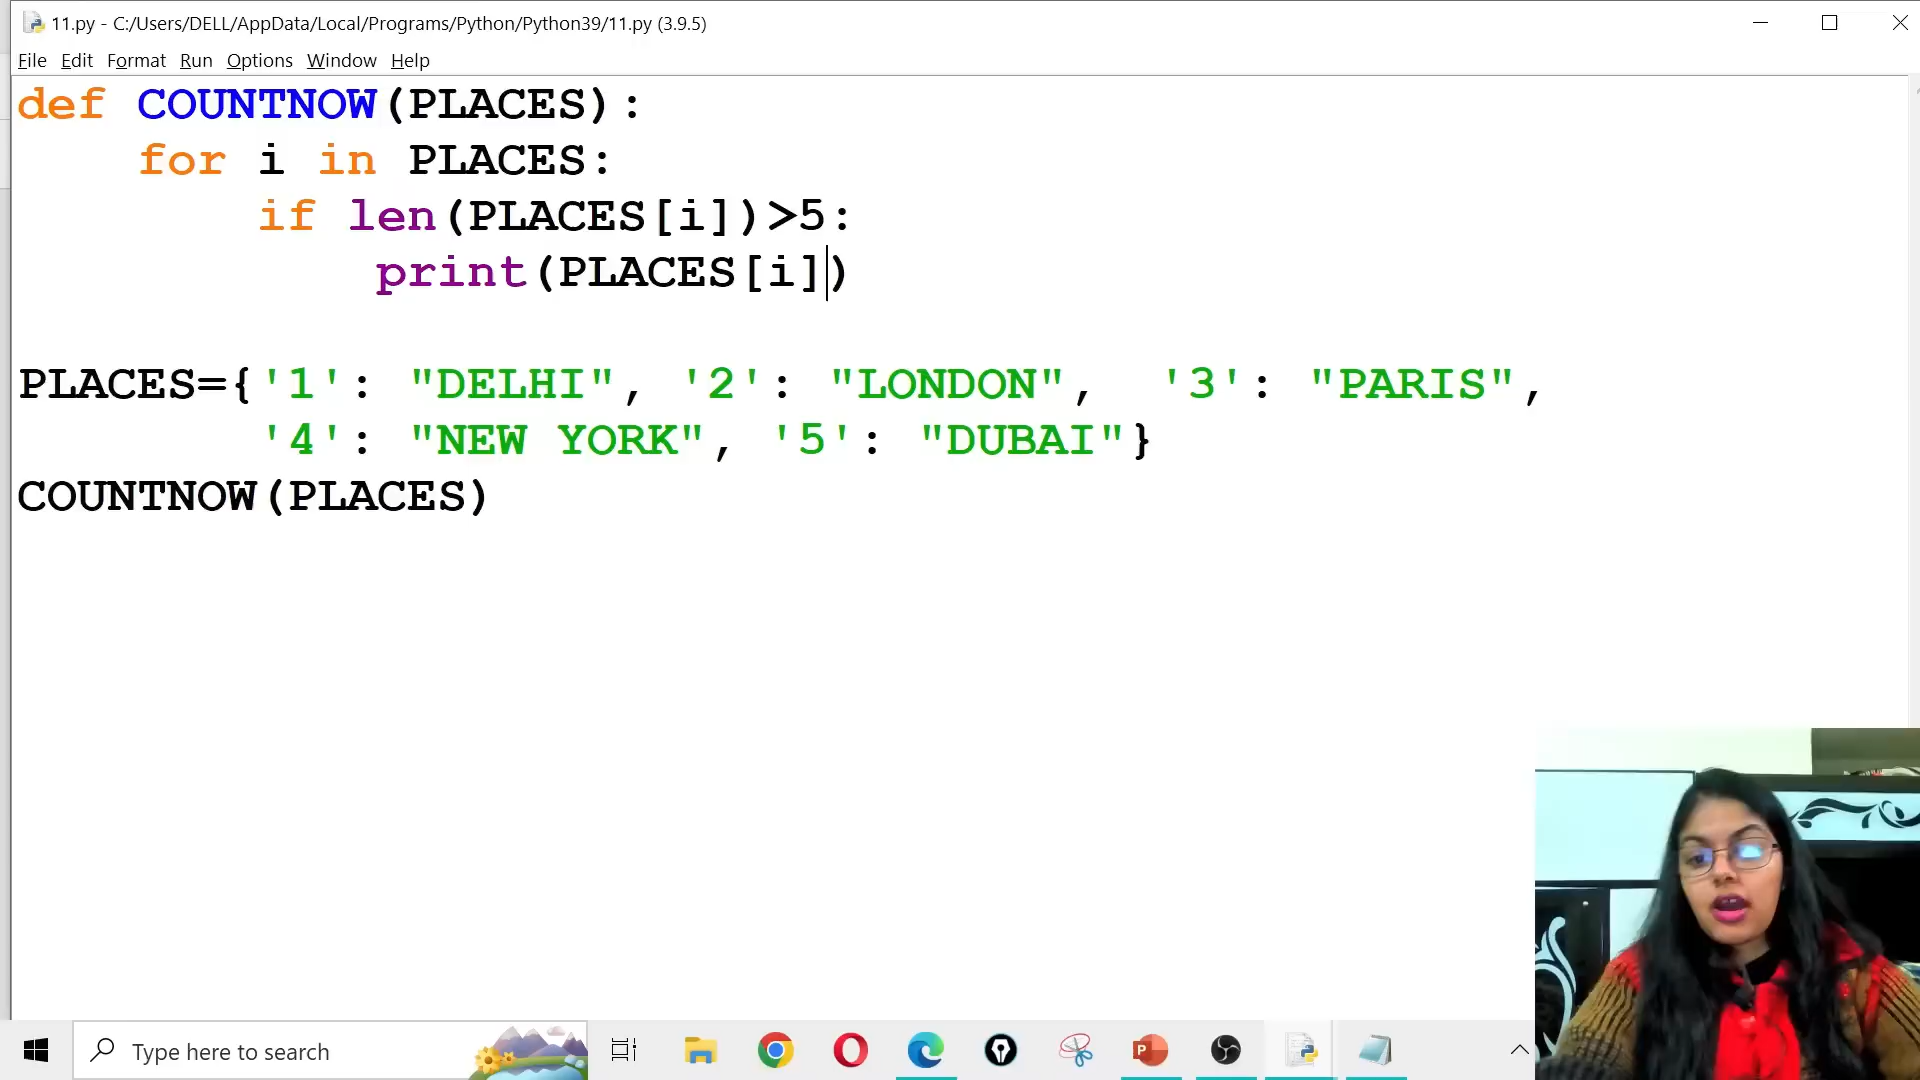 11.py - C:/Users/DELL/AppData/Local/Programs/Python/Python39/11.py (3.9.5)
File Edit Format Run Options Window Help
def COUNTNOW(PLACES):
    for i in PLACES:
        if len(PLACES[i])>5:
            print(PLACES[i])
PLACES={'1': "DELHI", '2': "LONDON",  '3': "PARIS",
        '4': "NEW YORK", '5': "DUBAI"}
COUNTNOW(PLACES)
Type here to search